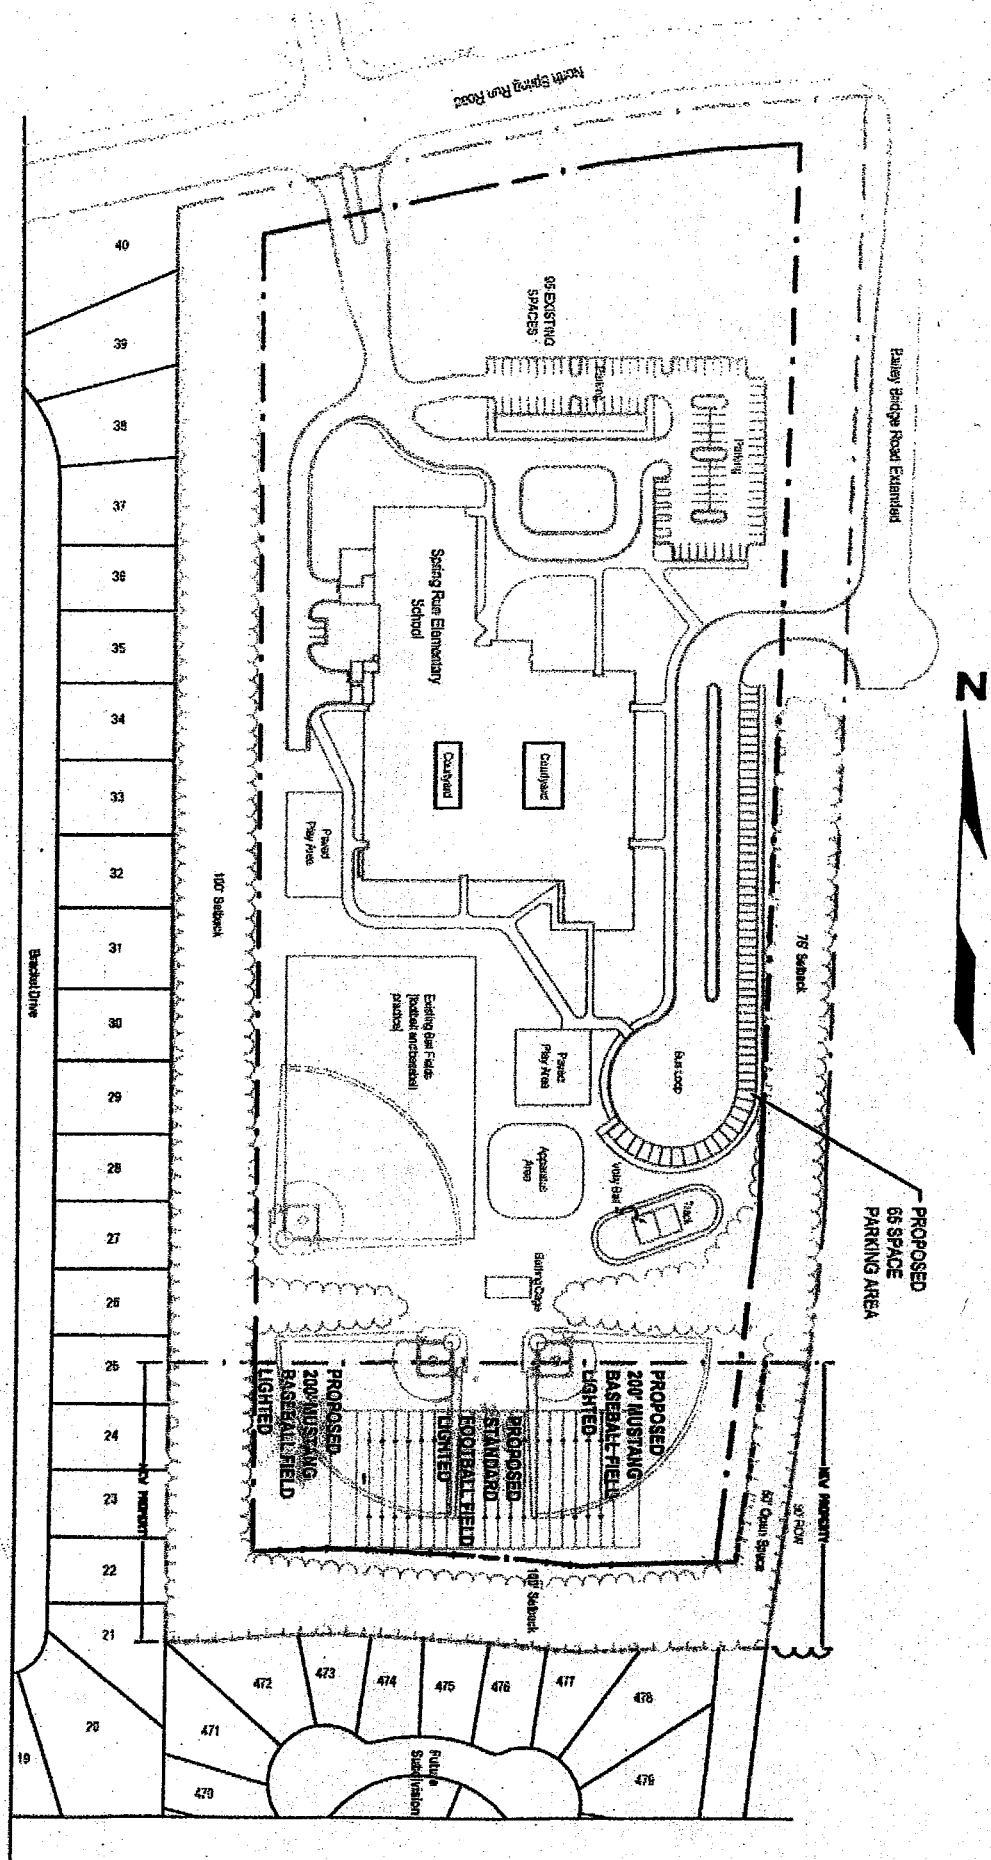 North Spring Run Road
Bailey Bridge Road Extended
95 EXISTING
SPACES
Parking
Parking
Spring Run Elementary
School
Courtyard
Courtyard
Paved
Play Area
100' Setback
75' Setback
Bracket Drive
Existing Ball Fields
(football and baseball
practice)
Paved
Play Area
Bus Loop
Apparatus
Area
Voly Ball
Track
Batting Cage
PROPOSED
65 SPACE
PARKING AREA
N
PROPOSED
200' MUSTANG
BASEBALL FIELD
LIGHTED
PROPOSED
STANDARD
FOOTBALL FIELD
LIGHTED
PROPOSED
200' MUSTANG
BASEBALL FIELD
LIGHTED
NEW PROPERTY
NEW PROPERTY
90' ROW
50' Open Space
100' Setback
Future
Subdivision
40
39
38
37
36
35
34
33
32
31
30
29
28
27
26
25
24
23
22
21
20
19
470
471
472
473
474
475
476
477
478
479